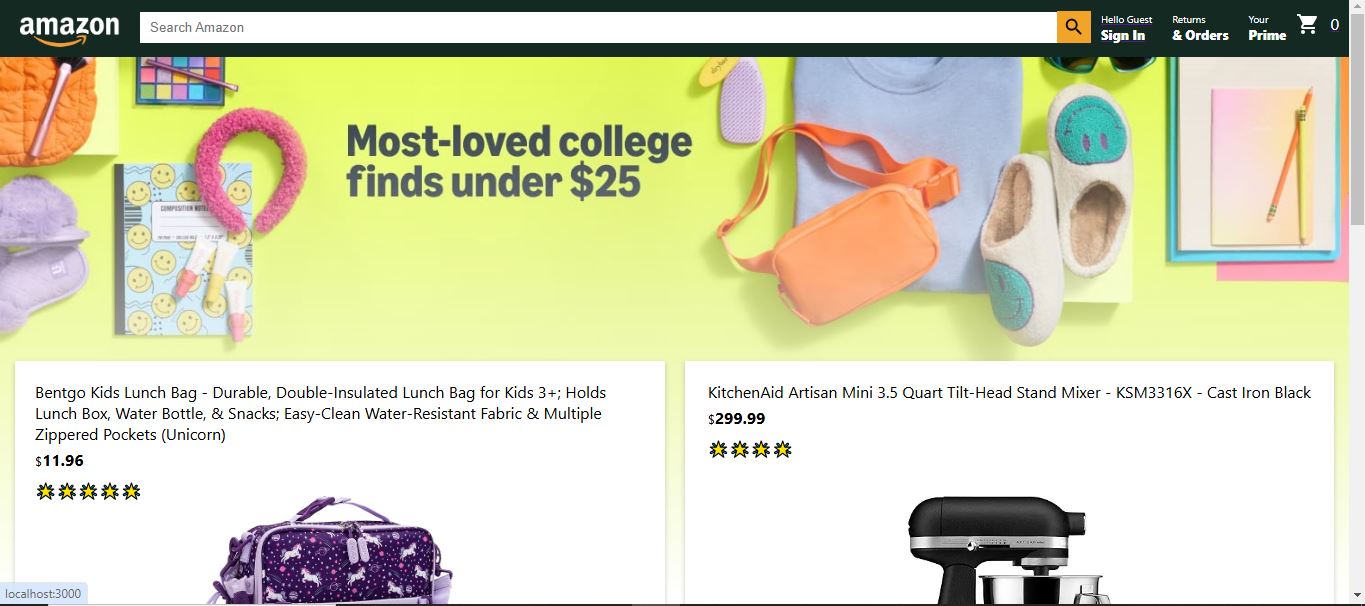 amazon
Search Amazon
Hello Guest
Sign In
Returns
& Orders
Your
Prime
0
Most-loved college
finds under $25
COMPOSITION NOTE
Bentgo Kids Lunch Bag - Durable, Double-Insulated Lunch Bag for Kids 3+; Holds
Lunch Box, Water Bottle, & Snacks; Easy-Clean Water-Resistant Fabric & Multiple
Zippered Pockets (Unicorn)
$11.96
KitchenAid Artisan Mini 3.5 Quart Tilt-Head Stand Mixer - KSM3316X - Cast Iron Black
$299.99
localhost:3000